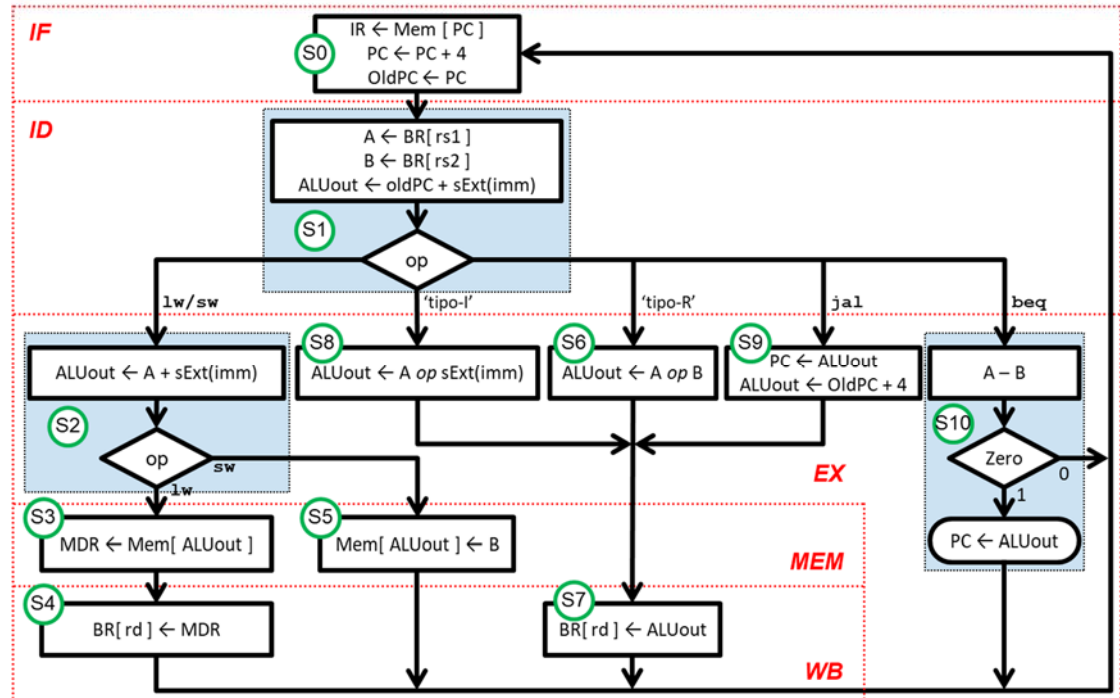 IF
S0
IR ← Mem [ PC ]
PC ← PC + 4
OldPC ← PC
ID
A ← BR[ rs1 ]
B ← BR[ rs2 ]
ALUout ← oldPC + sExt(imm)
S1
op
lw/sw
'tipo-I'
'tipo-R'
jal
beq
S2
ALUout ← A + sExt(imm)
op
sw
lw
S8
ALUout ← A op sExt(imm)
S6
ALUout ← A op B
S9
PC ← ALUout
ALUout ← OldPC + 4
A – B
S10
Zero
0
1
PC ← ALUout
EX
S3
MDR ← Mem[ ALUout ]
S5
Mem[ ALUout ] ← B
MEM
S4
BR[ rd ] ← MDR
S7
BR[ rd ] ← ALUout
WB